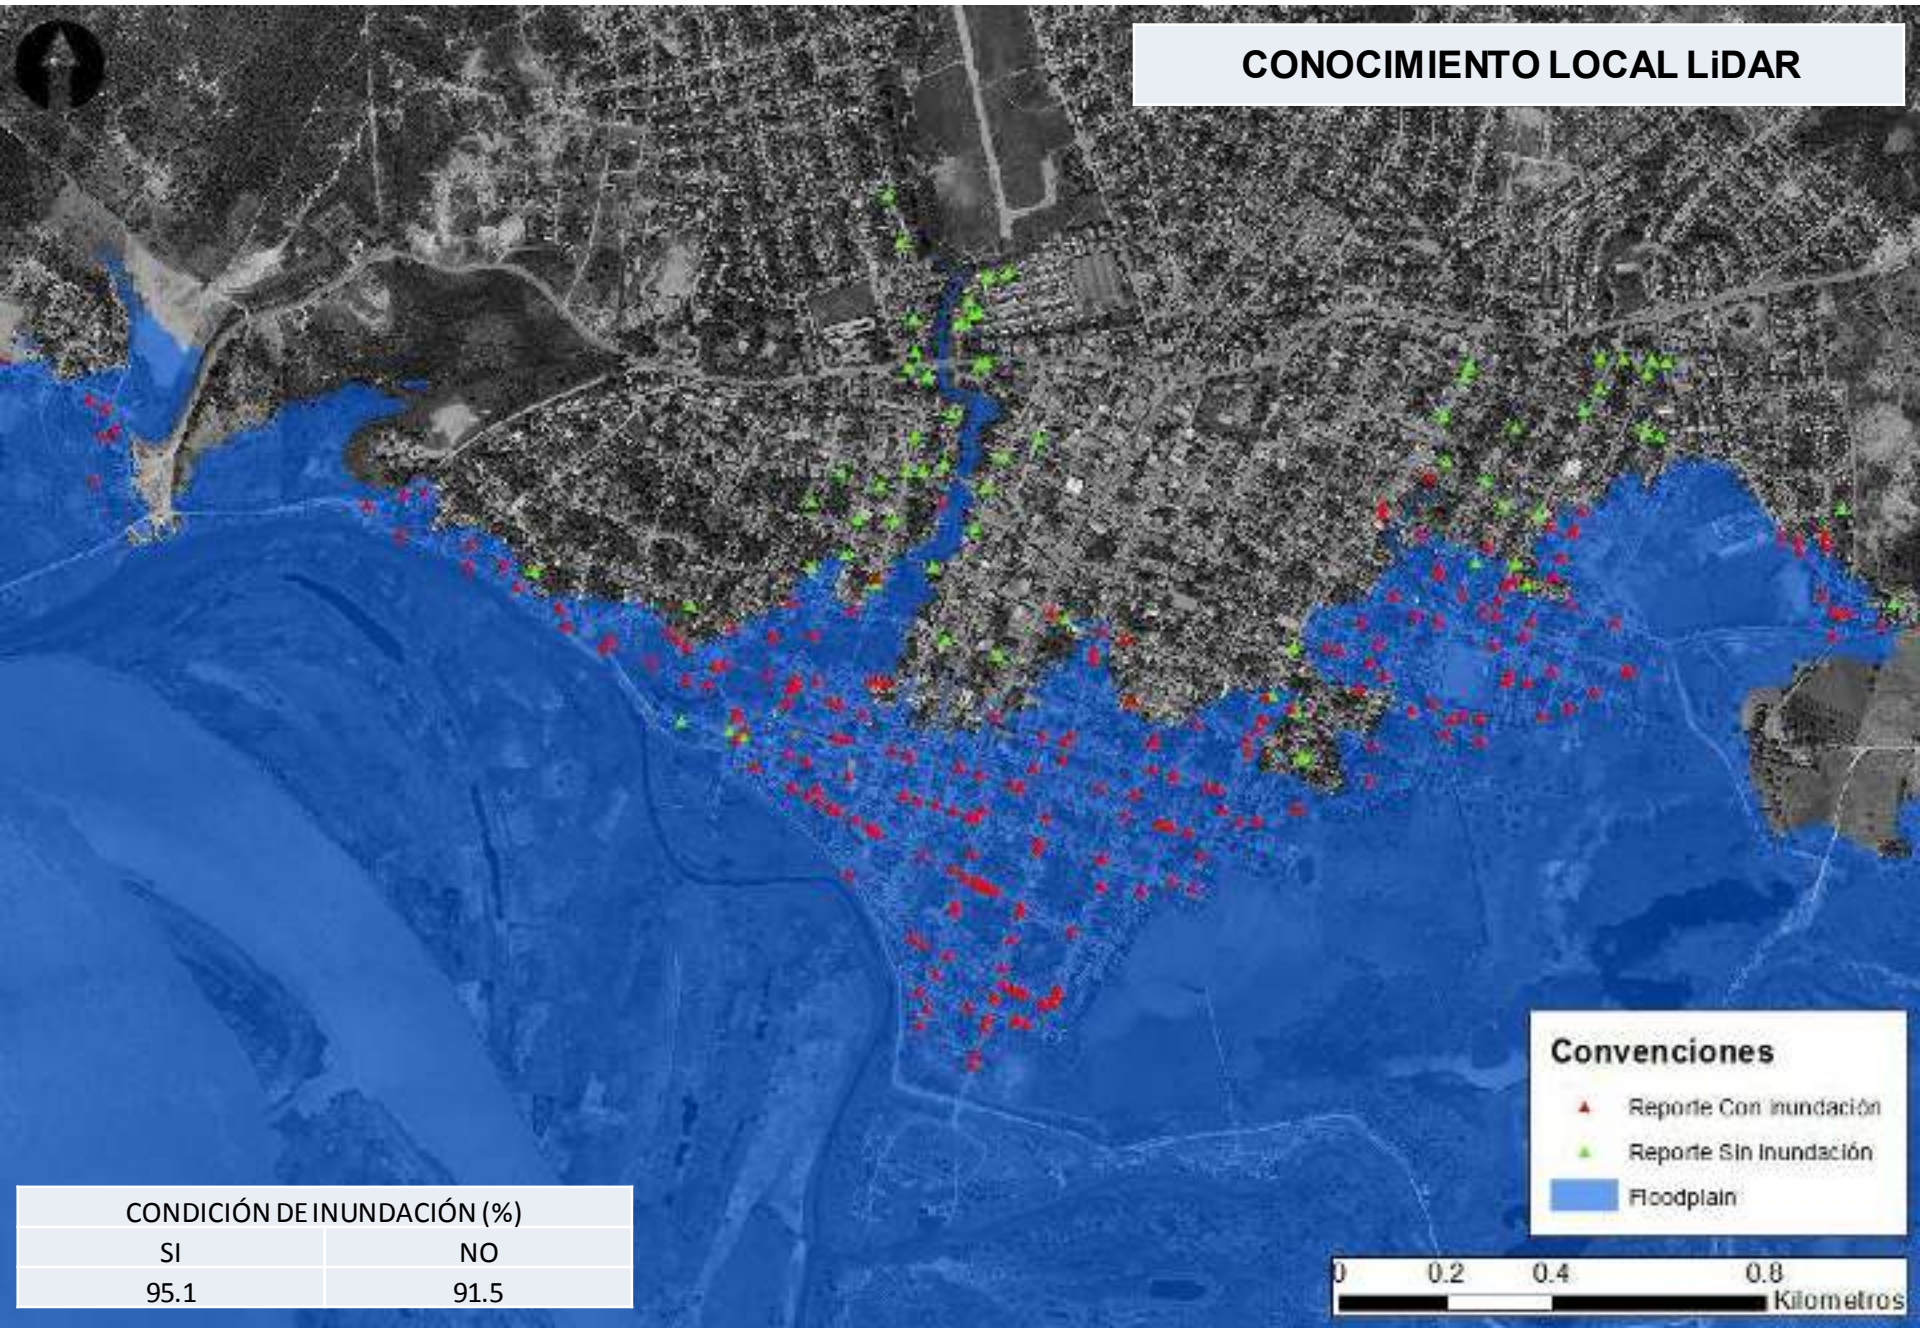 CONOCIMIENTO LOCAL LiDAR
Convenciones
Reporte Con Inundación
Reporte Sin Inundación
Floodplain
CONDICIÓN DE INUNDACIÓN (%)
SI NO
95.1 91.5
0 0.2 0.4 0.8
Kilometros